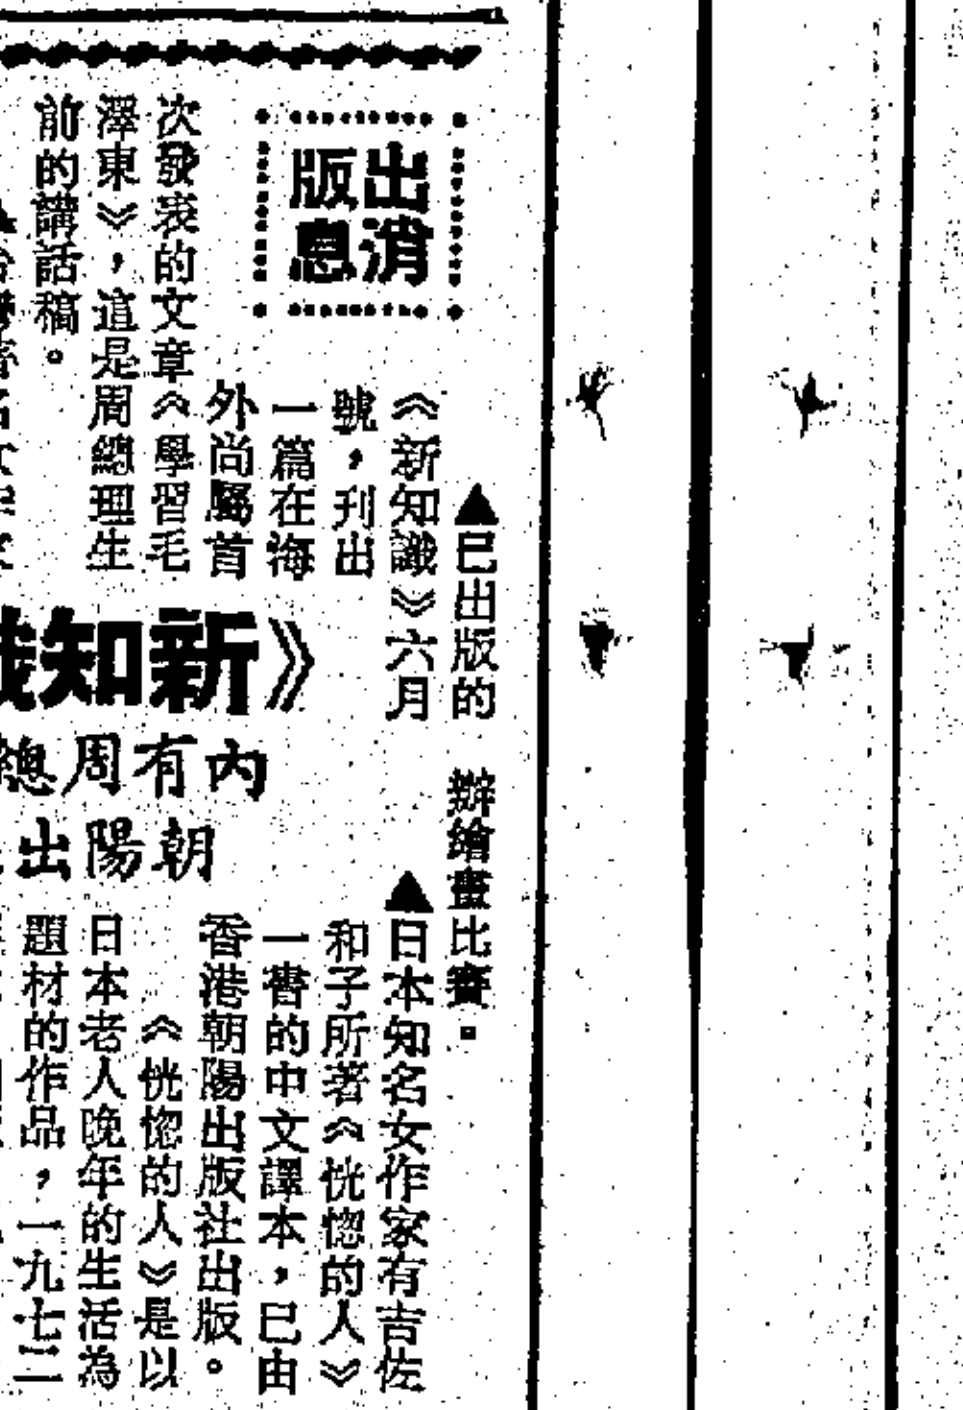 出版
消息
▲已出版的
《新知識》六月
號，刊出
一篇在海
外尚屬首
次發表的文章《學習毛
澤東》，這是周總理生
前的講話稿。
《新知
內有周總
朝陽出
辦繪畫比賽。
▲日本知名女作家有吉佐
和子所著《恍惚的人》
一書的中文譯本，已由
香港朝陽出版社出版。
《恍惚的人》是以
日本老人晚年的生活為
題材的作品，一九七三